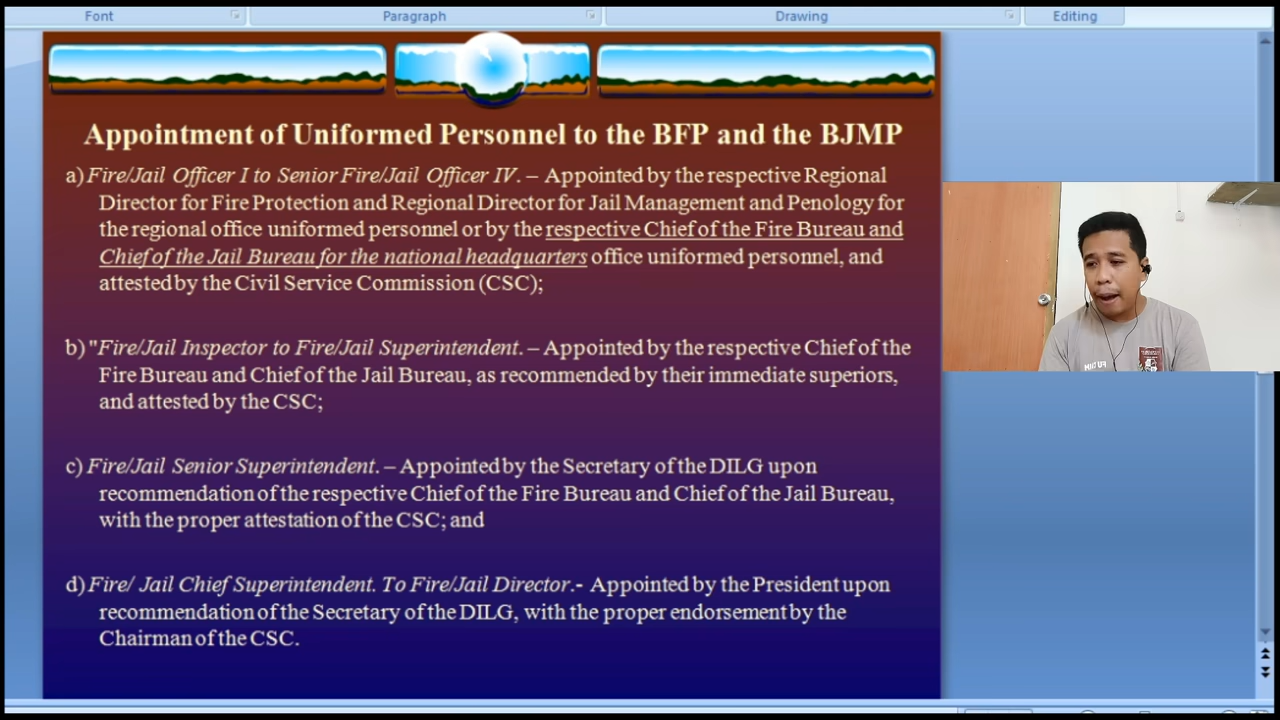 Font Paragraph Drawing Editing
Appointment of Uniformed Personnel to the BFP and the BJMP
a) Fire/Jail Officer I to Senior Fire/Jail Officer IV. – Appointed by the respective Regional
Director for Fire Protection and Regional Director for Jail Management and Penology for
the regional office uniformed personnel or by the respective Chief of the Fire Bureau and
Chief of the Jail Bureau for the national headquarters office uniformed personnel, and
attested by the Civil Service Commission (CSC);
b) "Fire/Jail Inspector to Fire/Jail Superintendent. – Appointed by the respective Chief of the
Fire Bureau and Chief of the Jail Bureau, as recommended by their immediate superiors,
and attested by the CSC;
c) Fire/Jail Senior Superintendent. – Appointed by the Secretary of the DILG upon
recommendation of the respective Chief of the Fire Bureau and Chief of the Jail Bureau,
with the proper attestation of the CSC; and
d) Fire/ Jail Chief Superintendent. To Fire/Jail Director.- Appointed by the President upon
recommendation of the Secretary of the DILG, with the proper endorsement by the
Chairman of the CSC.